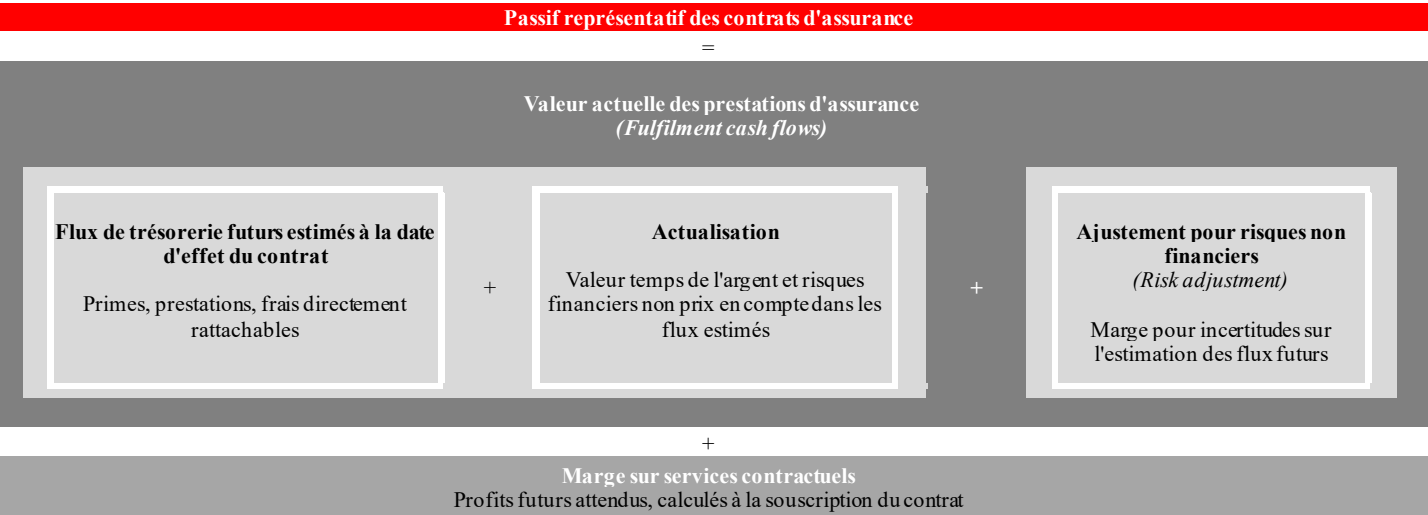 Passif représentatif des contrats d'assurance
=
Valeur actuelle des prestations d'assurance
(Fulfilment cash flows)
Flux de trésorerie futurs estimés à la date
d'effet du contrat
Primes, prestations, frais directement
rattachables
+
Actualisation
Valeur temps de l'argent et risques
financiers non prix en compte dans les
flux estimés
+
Ajustement pour risques non
financiers
(Risk adjustment)
Marge pour incertitudes sur
l'estimation des flux futurs
+
Marge sur services contractuels
Profits futurs attendus, calculés à la souscription du contrat